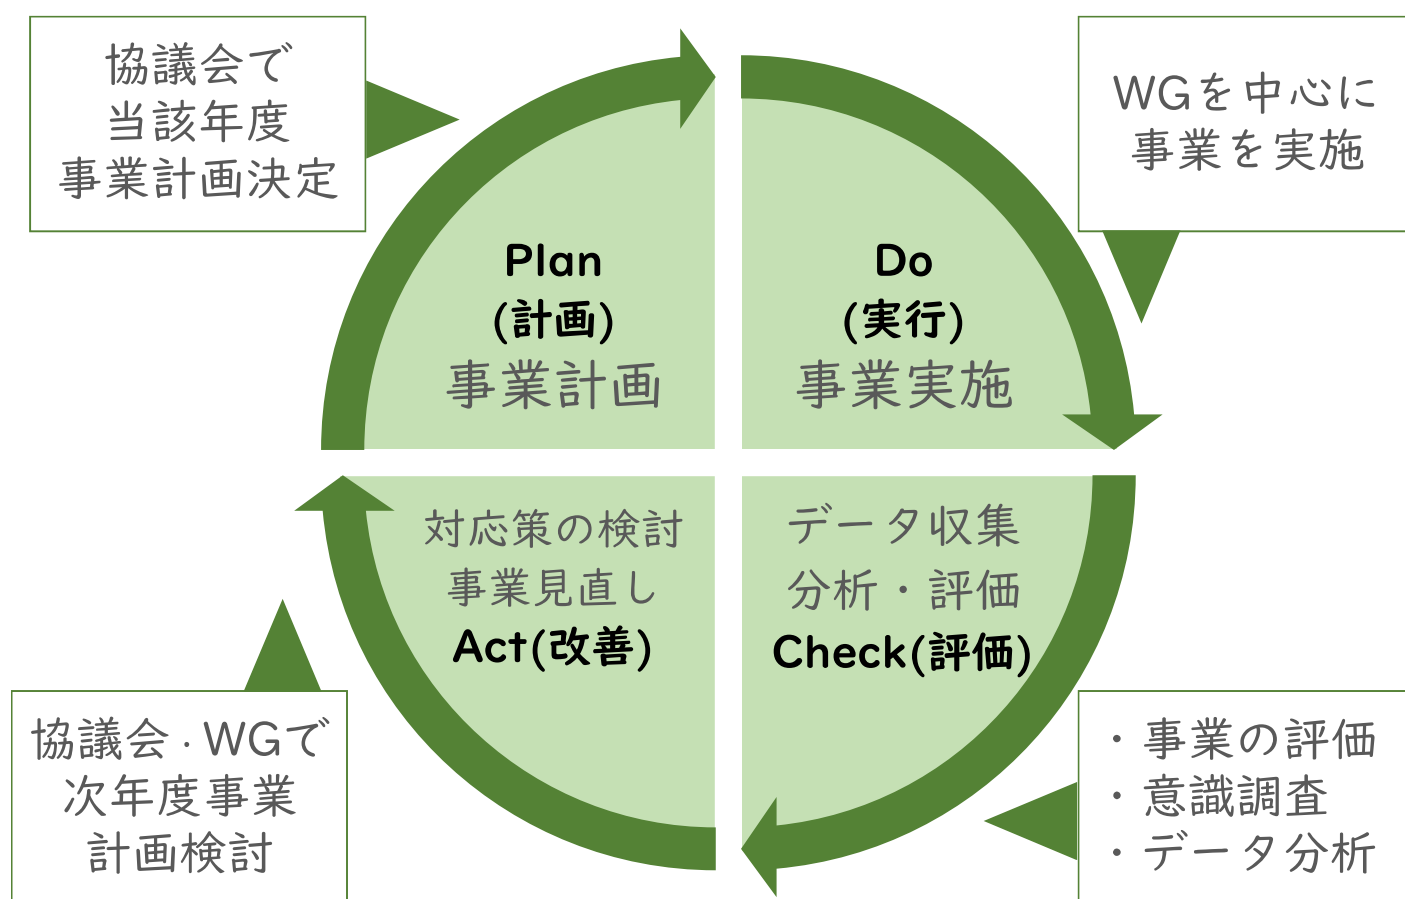 協議会で
当該年度
事業計画決定
WGを中心に
事業を実施
Plan
(計画)
事業計画
Do
(実行)
事業実施
対応策の検討
事業見直し
Act(改善)
データ収集
分析・評価
Check(評価)
協議会・WGで
次年度事業
計画検討
・事業の評価
・意識調査
・データ分析